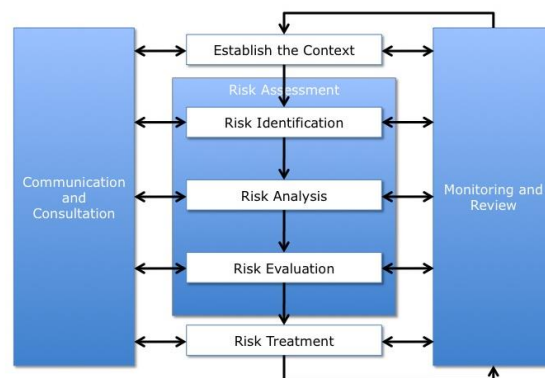 Establish the Context
Risk Assessment
Risk Identification
Communication
and
Consultation
Risk Analysis
Monitoring and
Review
Risk Evaluation
Risk Treatment